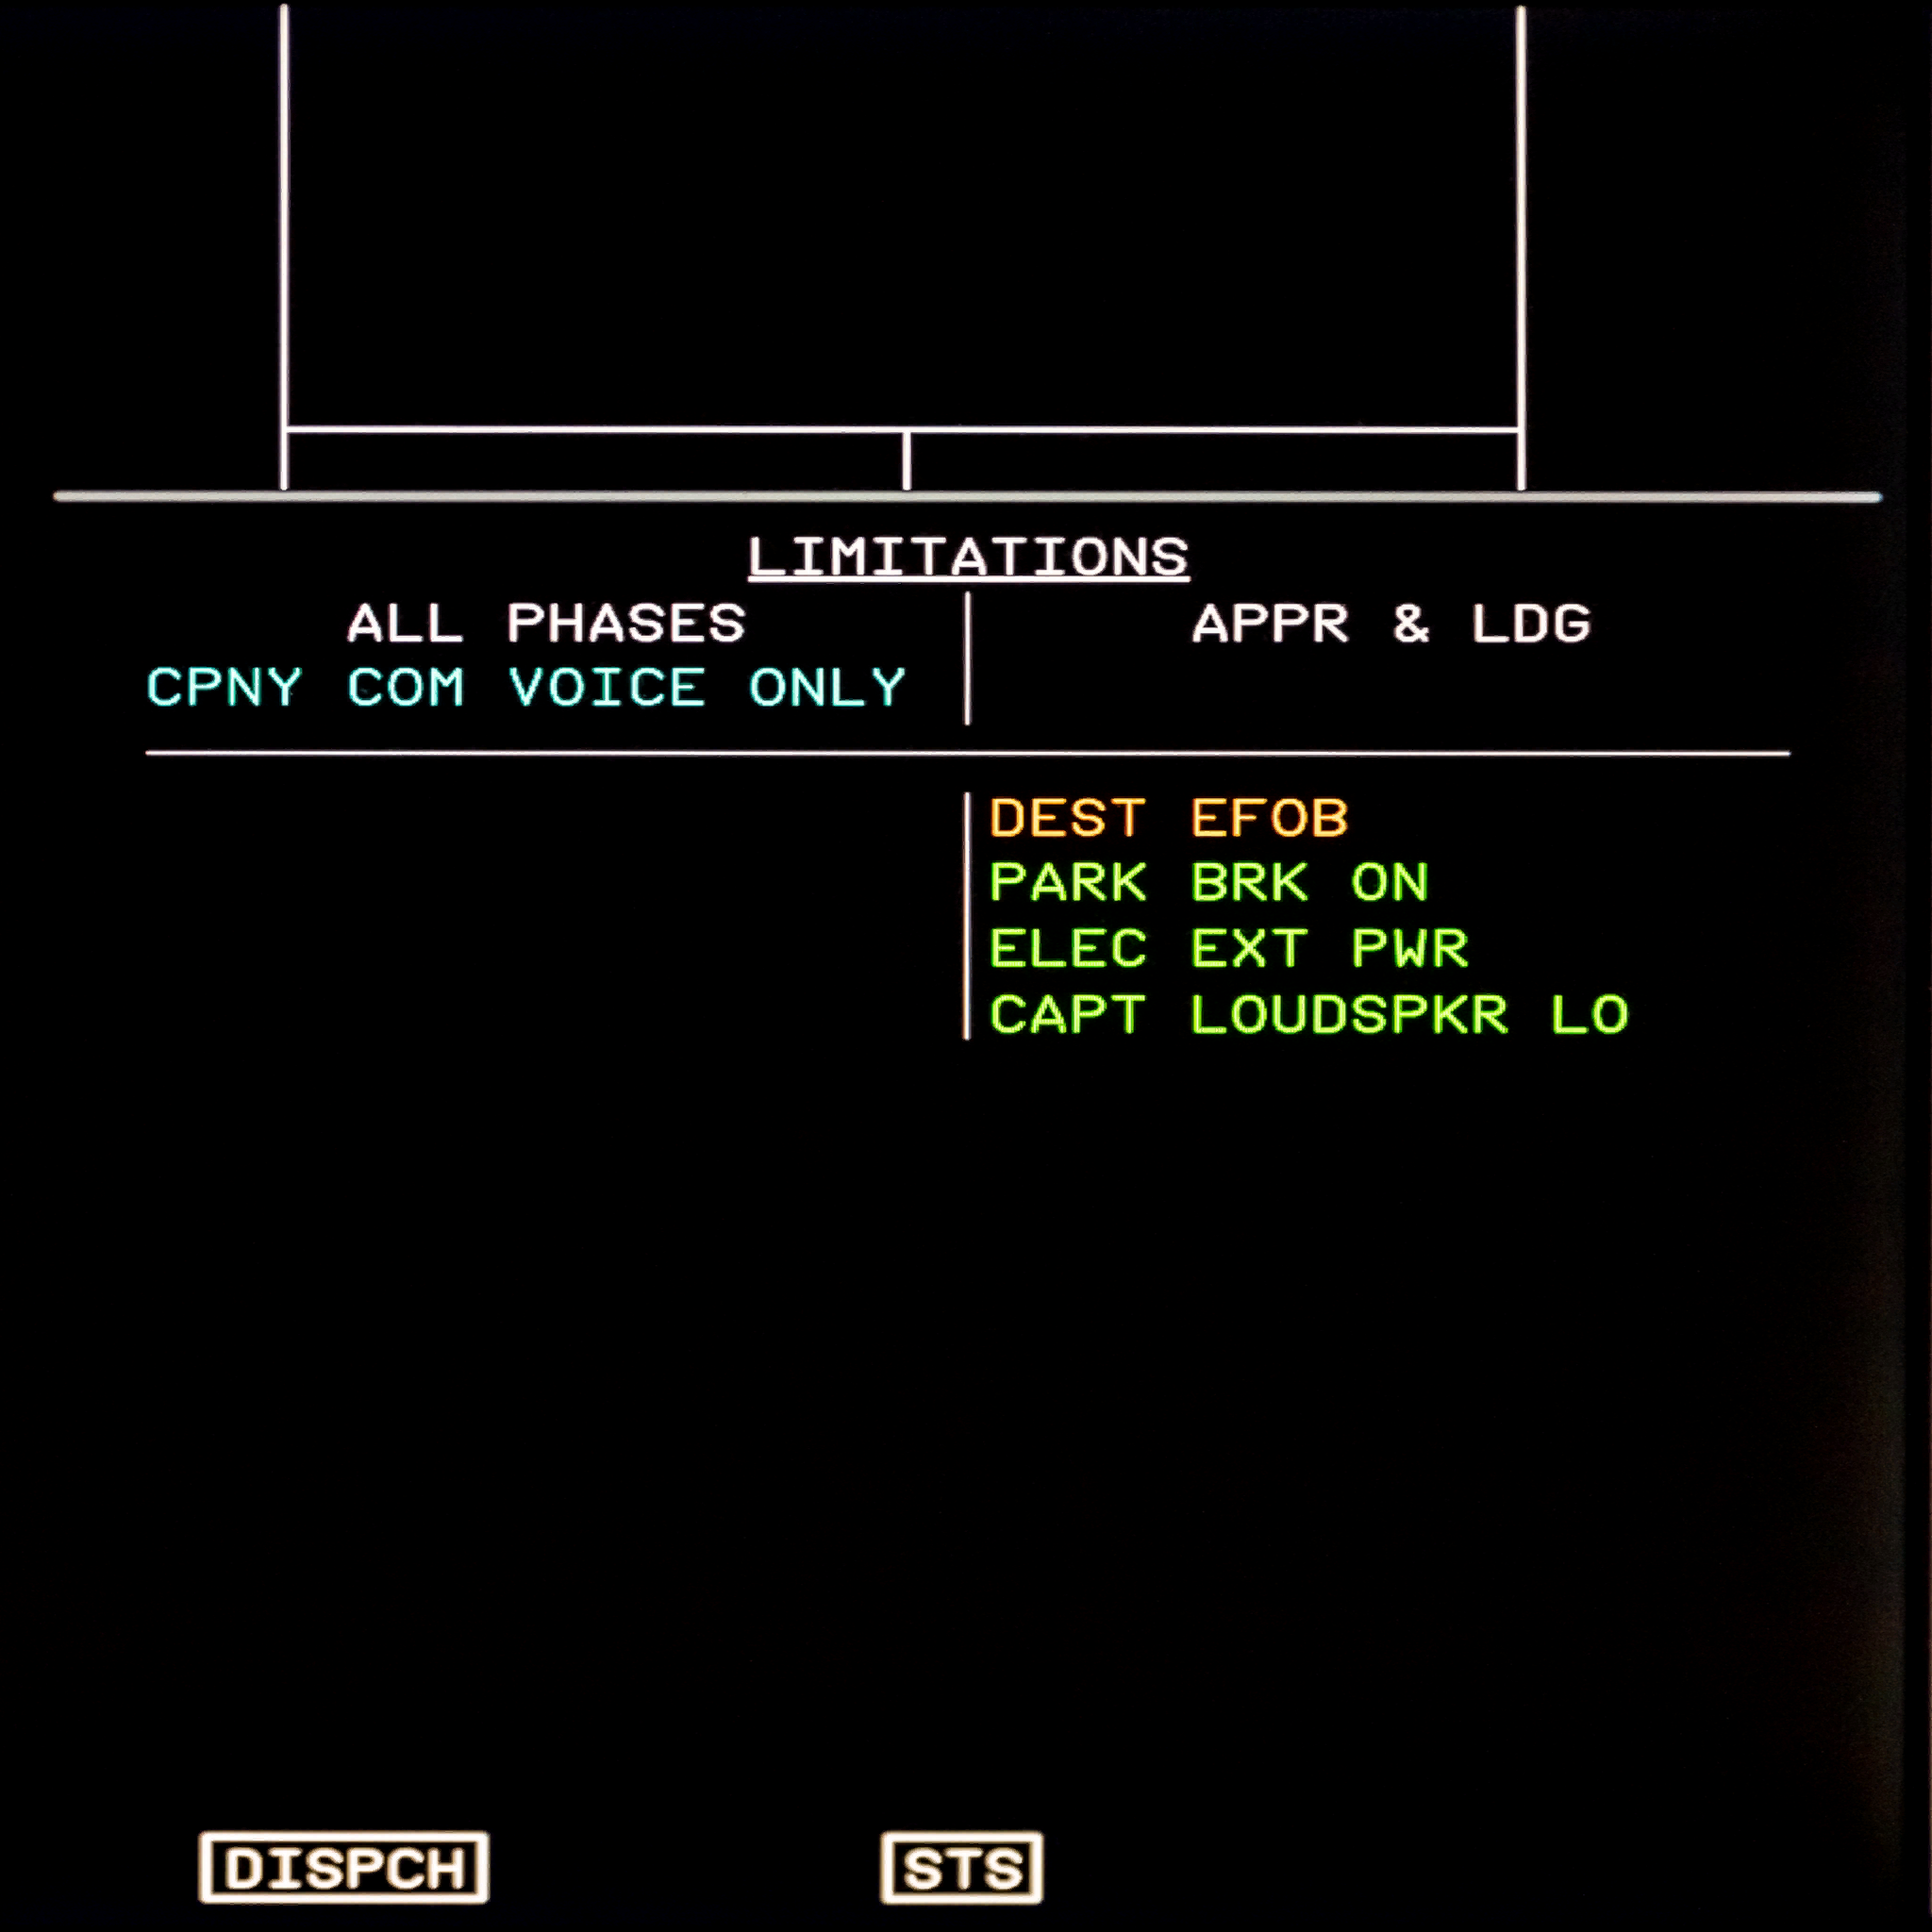 LIMITATIONS
ALL PHASES
APPR & LDG
CPNY COM VOICE ONLY
DEST EFOB
PARK BRK ON
ELEC EXT PWR
CAPT LOUDSPKR LO
DISPCH
STS